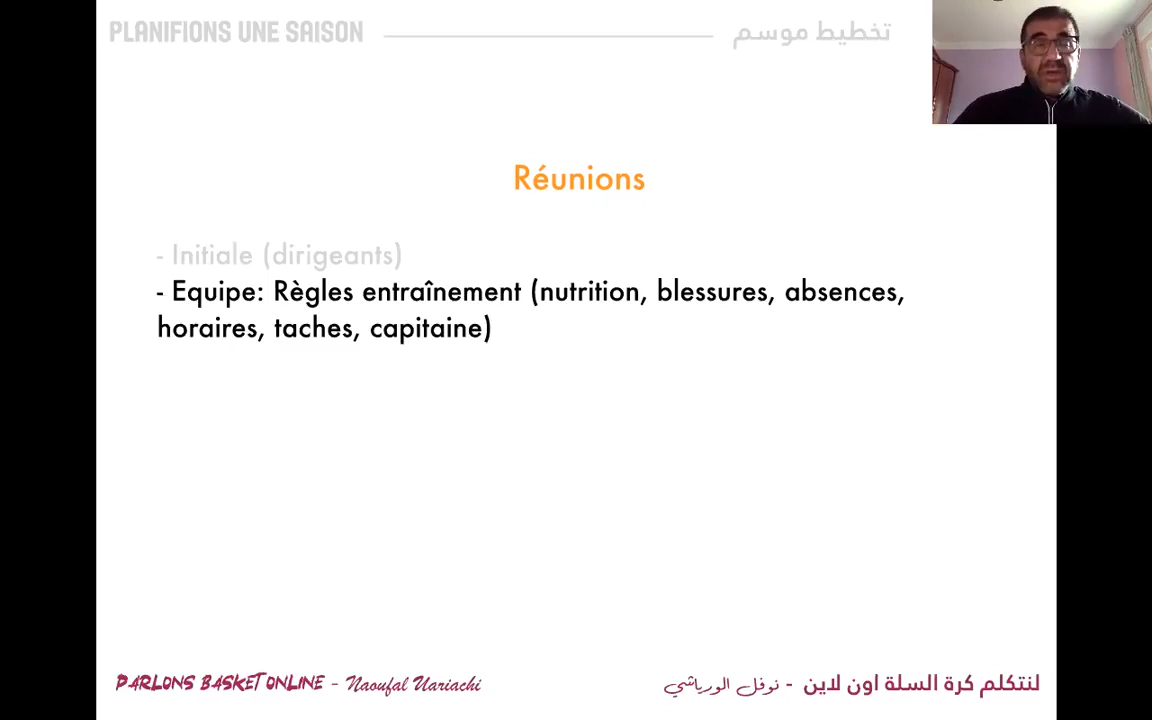 PLANIFIONS UNE SAISON
تخطيط موسم
Réunions
- Initiale (dirigeants)
- Equipe: Règles entraînement (nutrition, blessures, absences,
horaires, taches, capitaine)
PARLONS BASKET ONLINE - Naoufal Uariachi
لنتكلم كرة السلة اون لاين - نوفل الورياشي